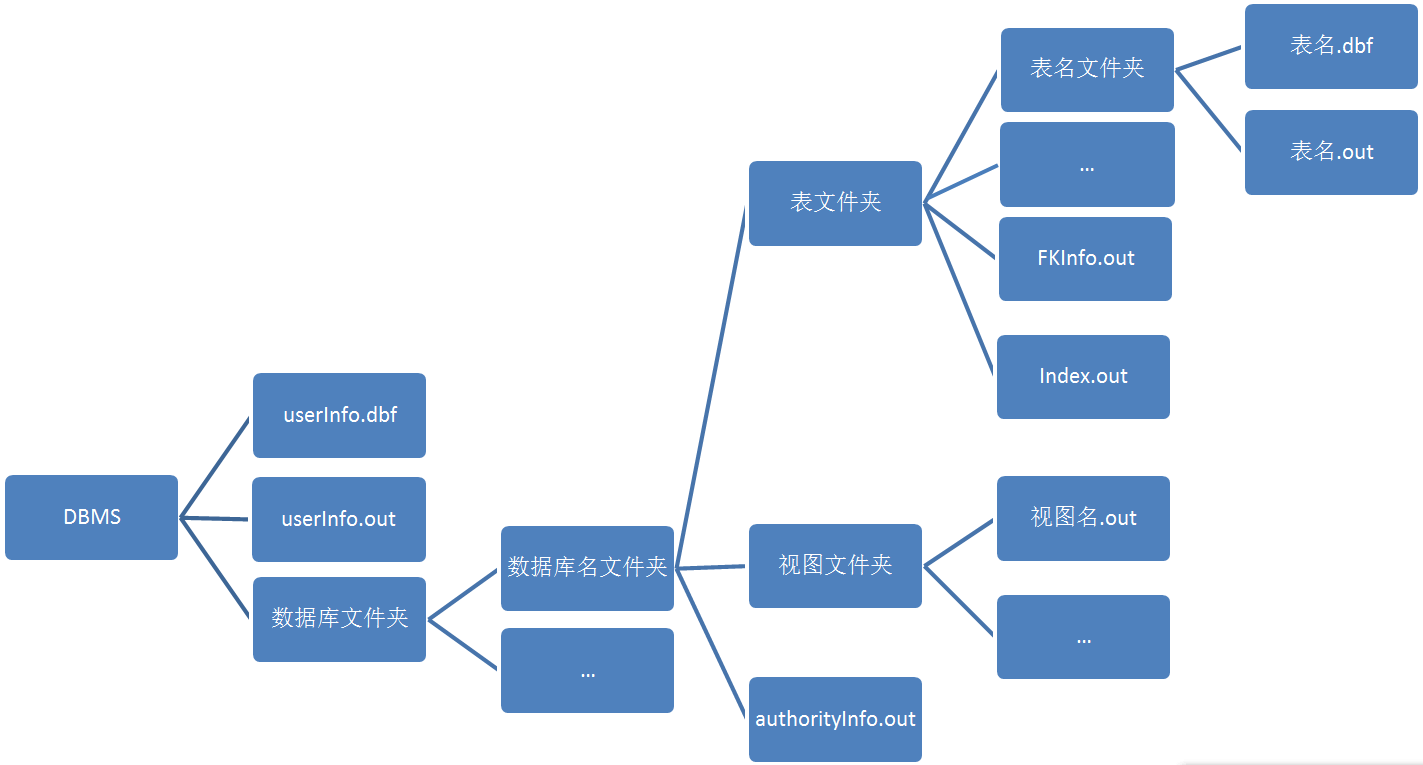 DBMS
userInfo.dbf
userInfo.out
数据库文件夹
数据库名文件夹
...
表文件夹
视图文件夹
authorityInfo.out
表名文件夹
...
FKInfo.out
Index.out
视图名.out
...
表名.dbf
表名.out